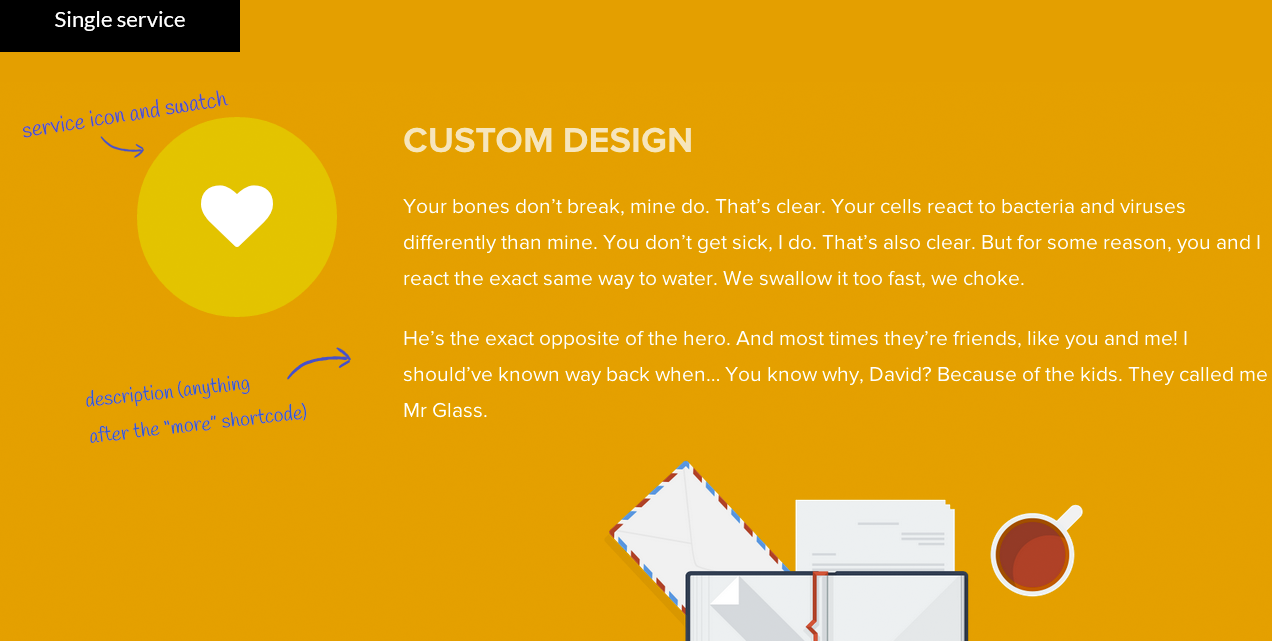 Single service
service icon and swatch
CUSTOM DESIGN
Your bones don’t break, mine do. That’s clear. Your cells react to bacteria and viruses
differently than mine. You don’t get sick, I do. That’s also clear. But for some reason, you and I
react the exact same way to water. We swallow it too fast, we choke.
He’s the exact opposite of the hero. And most times they’re friends, like you and me! I
should’ve known way back when... You know why, David? Because of the kids. They called me
Mr Glass.
description (anything
after the “more” shortcode)